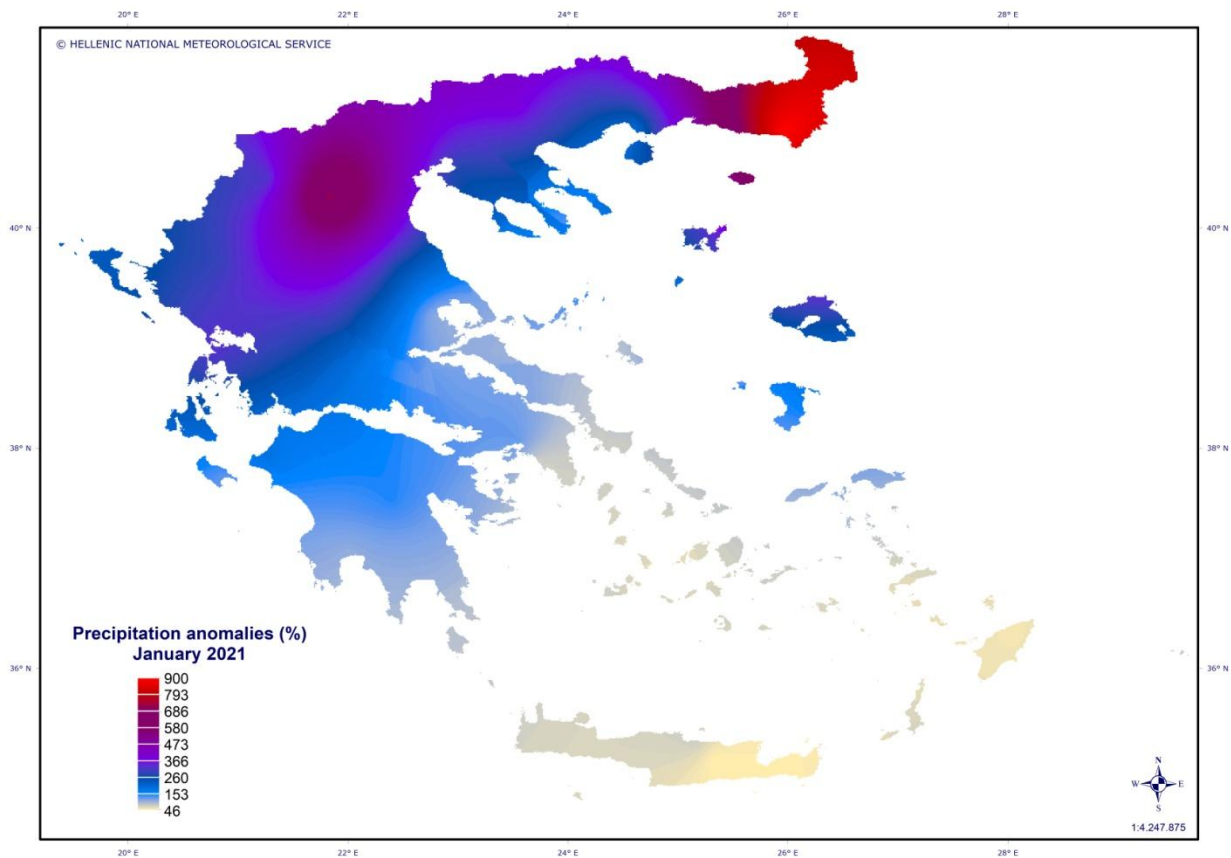 20° E 22° E 24° E 26° E 28° E
© HELLENIC NATIONAL METEOROLOGICAL SERVICE
40° N 40° N
38° N 38° N
36° N 36° N
Precipitation anomalies (%)
January 2021
900
793
686
580
473
366
260
153
46
N
W E
S
1:4.247.875
20° E 22° E 24° E 26° E 28° E